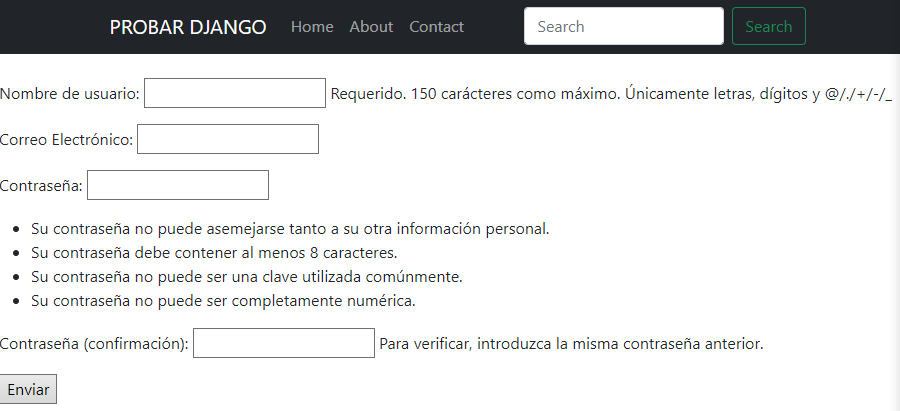 PROBAR DJANGO Home About Contact Search Search
Nombre de usuario: Requerido. 150 carácteres como máximo. Únicamente letras, dígitos y @/./+/-/_
Correo Electrónico:
Contraseña:
Su contraseña no puede asemejarse tanto a su otra información personal.
Su contraseña debe contener al menos 8 caracteres.
Su contraseña no puede ser una clave utilizada comúnmente.
Su contraseña no puede ser completamente numérica.
Contraseña (confirmación): Para verificar, introduzca la misma contraseña anterior.
Enviar